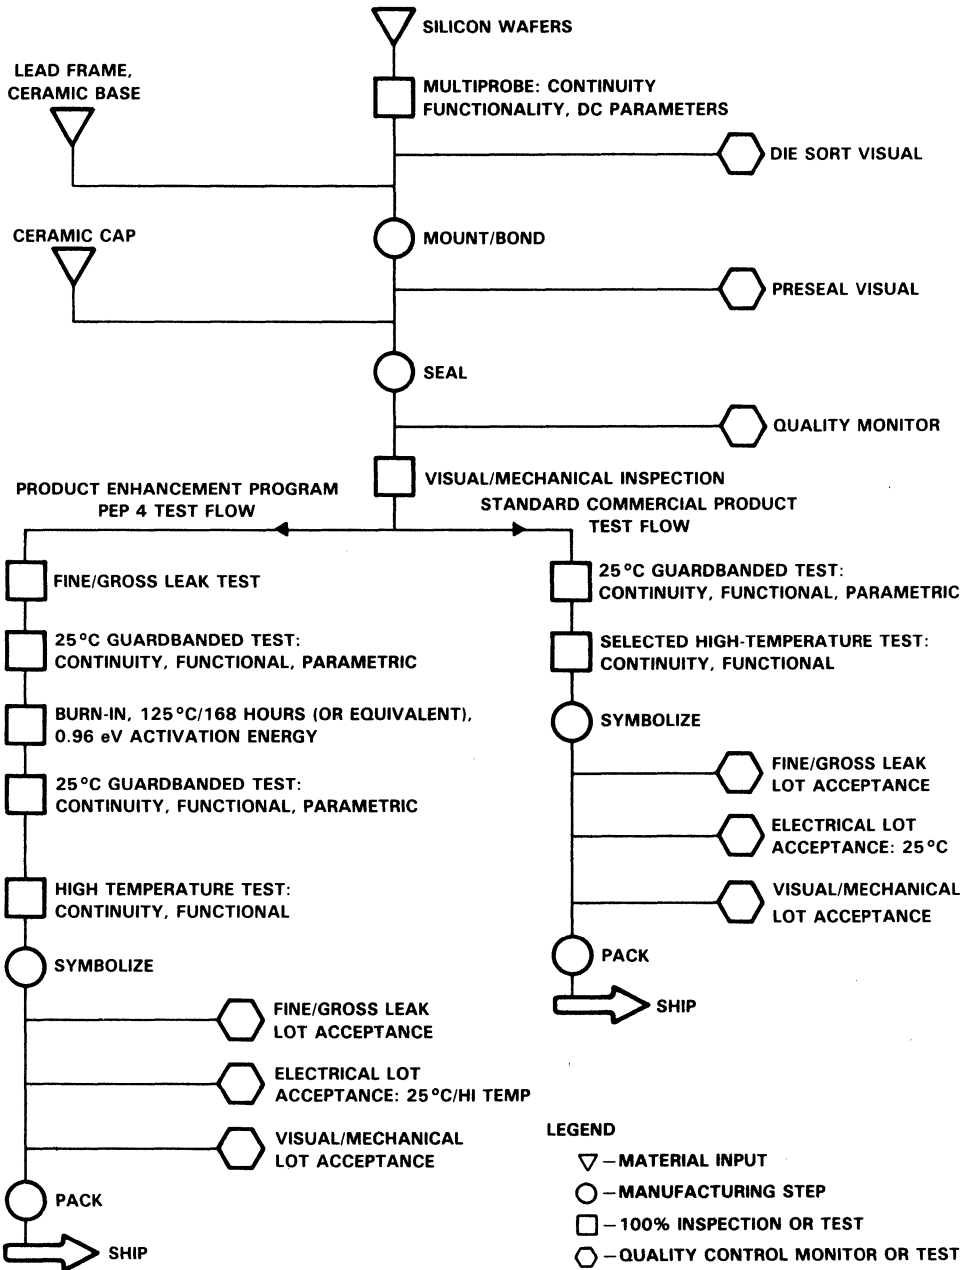 SILICON WAFERS
LEAD FRAME,
CERAMIC BASE
MULTIPROBE: CONTINUITY
FUNCTIONALITY, DC PARAMETERS
DIE SORT VISUAL
CERAMIC CAP
MOUNT/BOND
PRESEAL VISUAL
SEAL
QUALITY MONITOR
VISUAL/MECHANICAL INSPECTION
PRODUCT ENHANCEMENT PROGRAM
PEP 4 TEST FLOW
STANDARD COMMERCIAL PRODUCT
TEST FLOW
FINE/GROSS LEAK TEST
25°C GUARDBANDED TEST:
CONTINUITY, FUNCTIONAL, PARAMETRIC
BURN-IN, 125°C/168 HOURS (OR EQUIVALENT),
0.96 eV ACTIVATION ENERGY
25°C GUARDBANDED TEST:
CONTINUITY, FUNCTIONAL, PARAMETRIC
HIGH TEMPERATURE TEST:
CONTINUITY, FUNCTIONAL
SYMBOLIZE
FINE/GROSS LEAK
LOT ACCEPTANCE
ELECTRICAL LOT
ACCEPTANCE: 25°C/HI TEMP
VISUAL/MECHANICAL
LOT ACCEPTANCE
PACK
SHIP
25°C GUARDBANDED TEST:
CONTINUITY, FUNCTIONAL, PARAMETRIC
SELECTED HIGH-TEMPERATURE TEST:
CONTINUITY, FUNCTIONAL
SYMBOLIZE
FINE/GROSS LEAK
LOT ACCEPTANCE
ELECTRICAL LOT
ACCEPTANCE: 25°C
VISUAL/MECHANICAL
LOT ACCEPTANCE
PACK
SHIP
LEGEND
–MATERIAL INPUT
–MANUFACTURING STEP
–100% INSPECTION OR TEST
–QUALITY CONTROL MONITOR OR TEST